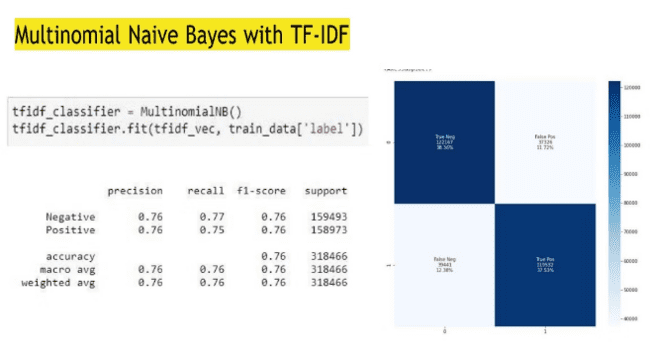 Multinomial Naive Bayes with TF-IDF
tfidf_classifier = MultinomialNB()
tfidf_classifier.fit(tfidf_vec, train_data['label'])
precision recall f1-score support
Negative 0.76 0.77 0.76 159493
Positive 0.76 0.75 0.76 158973
accuracy 0.76 318466
macro avg 0.76 0.76 0.76 318466
weighted avg 0.76 0.76 0.76 318466
True Neg
122167
38.36%
False Pos
37326
11.72%
False Neg
39441
12.38%
True Pos
119532
37.53%
0
1
0 1
120000
110000
100000
90000
80000
70000
60000
50000
40000